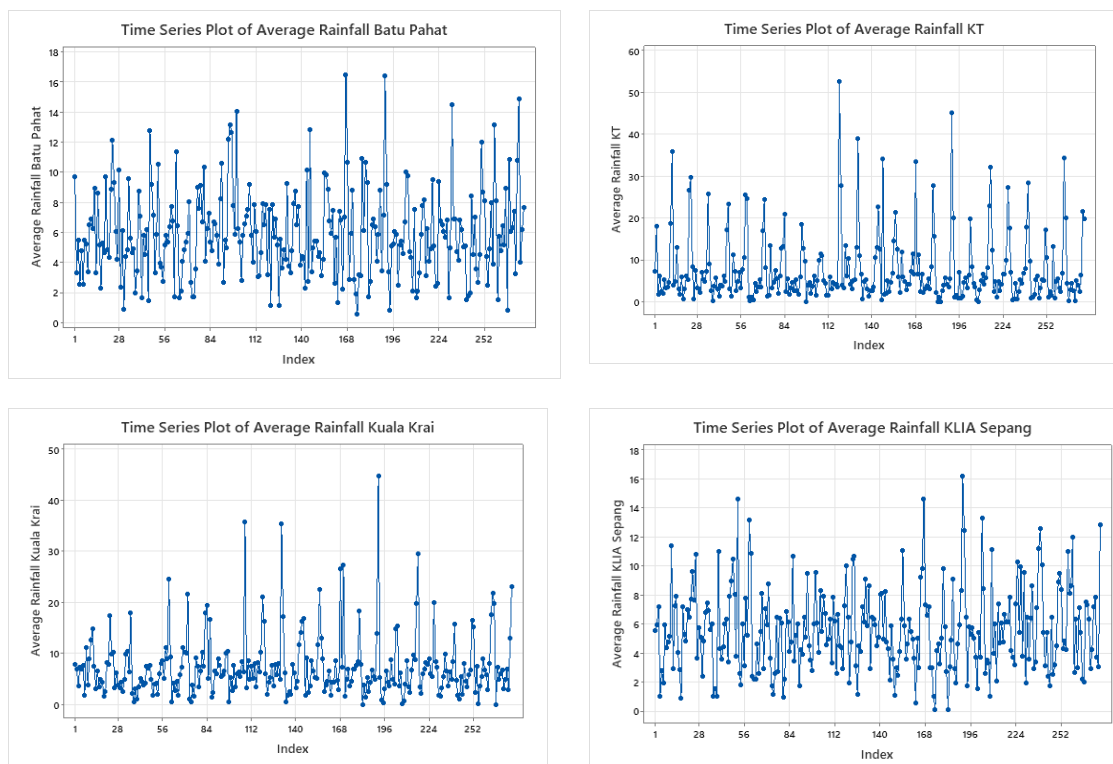 Time Series Plot of Average Rainfall Batu Pahat
18
16
14
12
10
8
6
4
2
0
Average Rainfall Batu Pahat
1 28 56 84 112 140 168 196 224 252
Index
Time Series Plot of Average Rainfall KT
60
50
40
30
20
10
0
Average Rainfall KT
1 28 56 84 112 140 168 196 224 252
Index
Time Series Plot of Average Rainfall Kuala Krai
50
40
30
20
10
0
Average Rainfall Kuala Krai
1 28 56 84 112 140 168 196 224 252
Index
Time Series Plot of Average Rainfall KLIA Sepang
18
16
14
12
10
8
6
4
2
0
Average Rainfall KLIA Sepang
1 28 56 84 112 140 168 196 224 252
Index